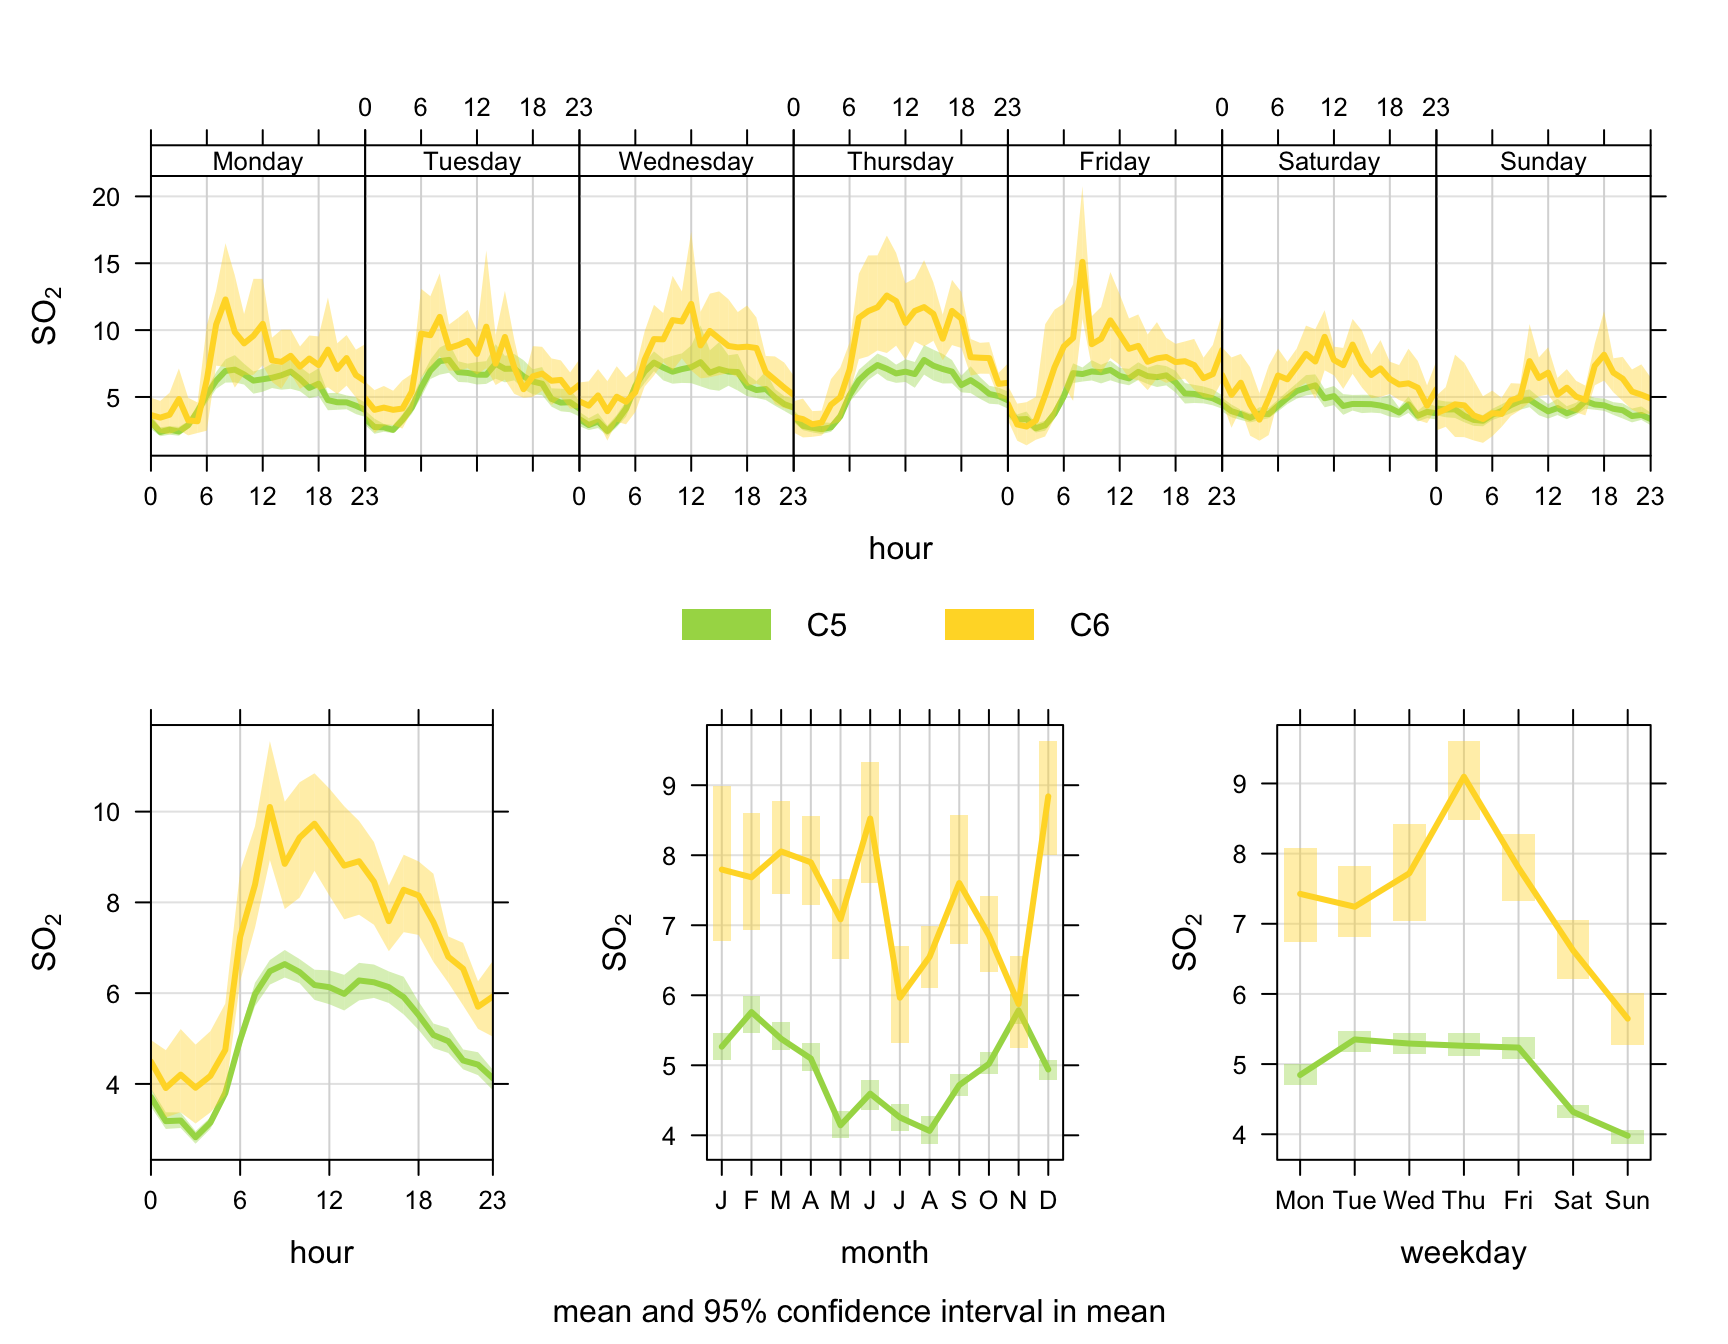 0 6 12 18 23 0 6 12 18 23 0 6 12 18 23
Monday Tuesday Wednesday Thursday Friday Saturday Sunday
20
15
10
5
SO₂
0 6 12 18 23 0 6 12 18 23 0 6 12 18 23 0 6 12 18 23
hour
C5 C6
10
8
6
4
SO₂
0 6 12 18 23
hour
9
8
7
6
5
4
SO₂
J F M A M J J A S O N D
month
9
8
7
6
5
4
SO₂
Mon Tue Wed Thu Fri Sat Sun
weekday
mean and 95% confidence interval in mean